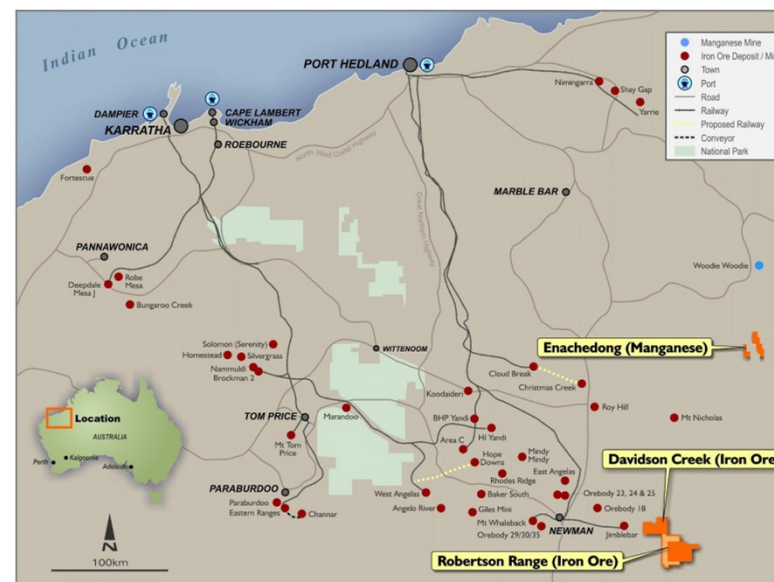 Indian Ocean
PORT HEDLAND
Manganese Mine
Iron Ore Deposit / Mi
Town
Port
Road
Railway
Proposed Railway
Conveyor
National Park
Nimingarra
Shay Gap
Yarrie
DAMPIER
KARRATHA
CAPE LAMBERT
WICKHAM
ROEBOURNE
North West Coastal Highway
Fortescue
MARBLE BAR
Great Northern Highway
PANNAWONICA
Robe
Mesa
Deepdale
Mesa J
Bungaroo Creek
Woodie Woodie
Solomon (Serenity)
Homestead
Silvergrass
Nammuldi
Brockman 2
WITTENOOM
Enachedong (Manganese)
Cloud Break
Christmas Creek
Koodaideri
Roy Hill
Mt Nicholas
Location
AUSTRALIA
Perth
Kalgoorlie
Adelaide
TOM PRICE
Marandoo
Mt Tom
Price
BHP Yandi
HI Yandi
Area C
Hope
Downs
Mindy
Mindy
Rhodes Ridge
East Angelas
Davidson Creek (Iron Ore
PARABURDOO
Paraburdoo
Eastern Ranges
Channar
West Angelas
Angelo River
Baker South
Giles Mini
Orebody 23, 24 & 25
Orebody 18
Mt Whaleback
Orebody 29/30/35
NEWMAN
Jimblebar
Robertson Range (Iron Ore)
N
100km